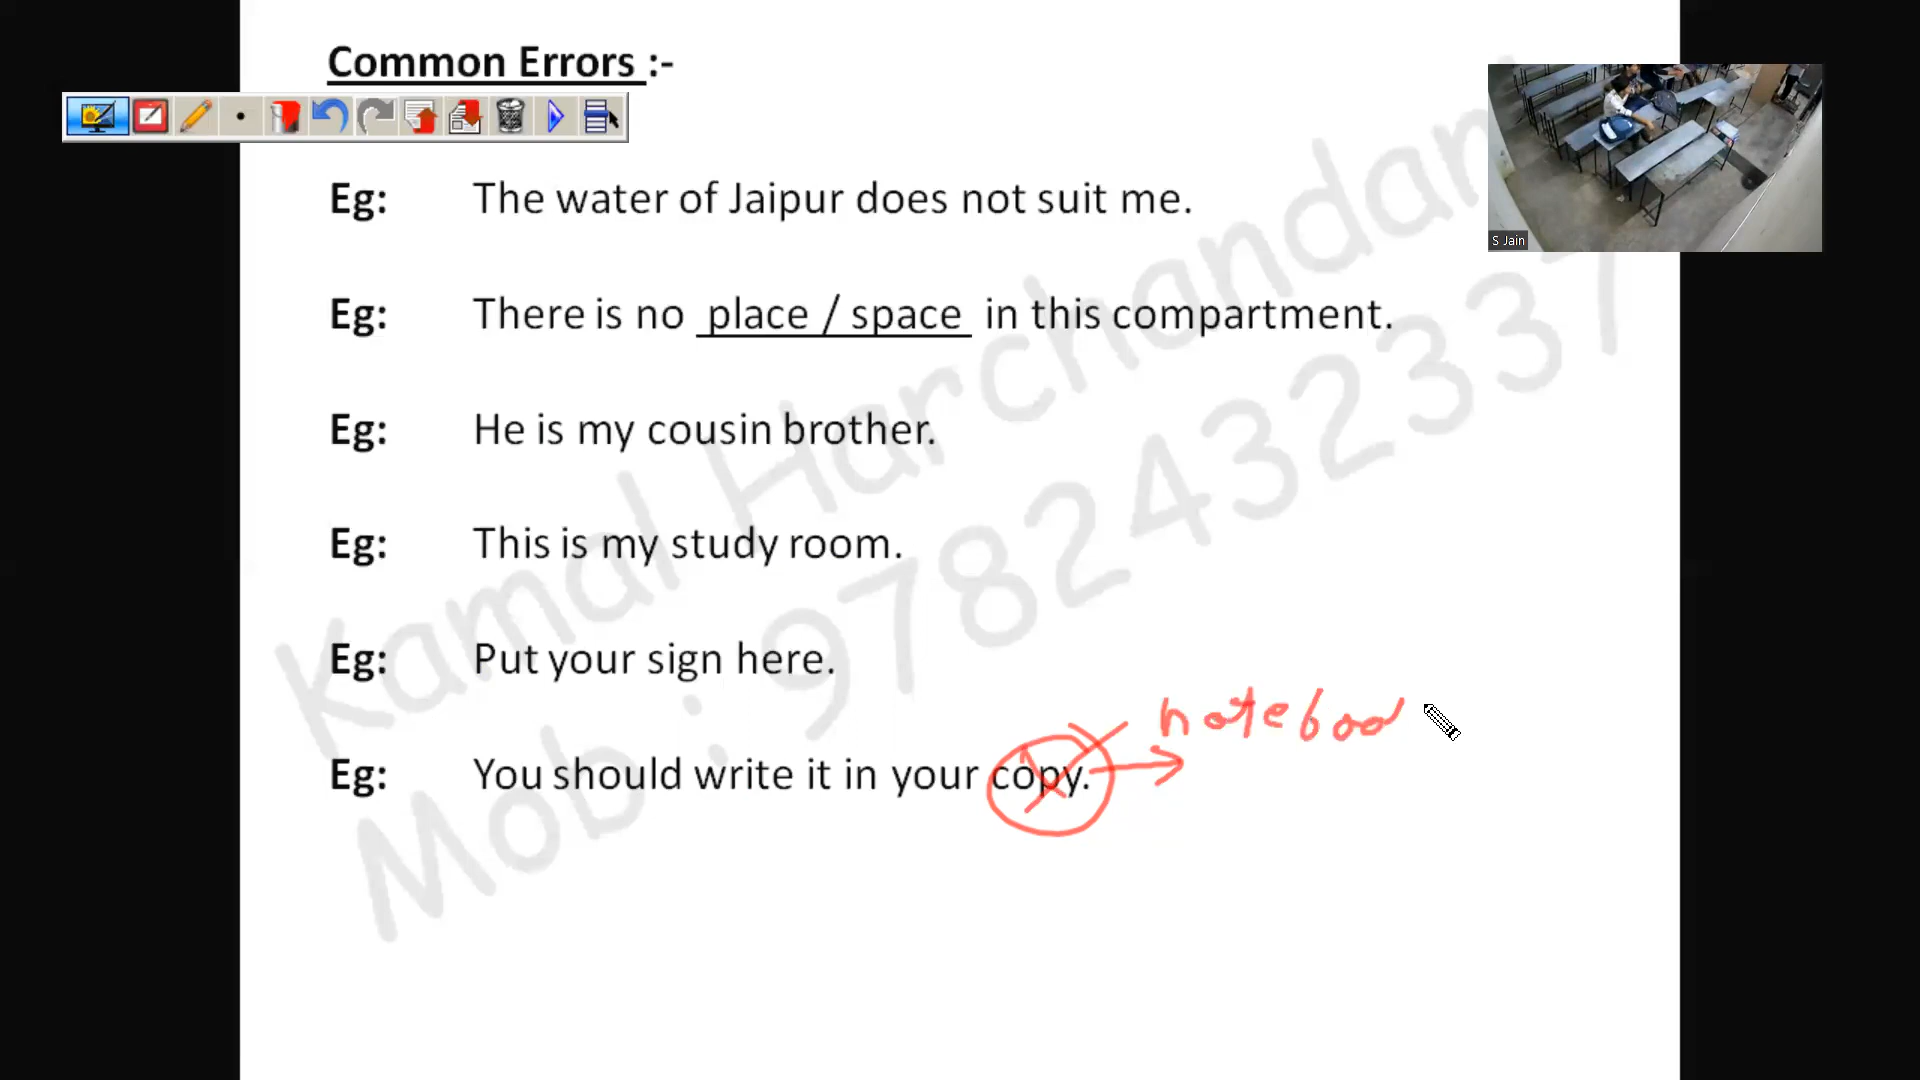 Common Errors :-
S Jain
Eg: The water of Jaipur does not suit me.
Eg: There is no place / space in this compartment.
Eg: He is my cousin brother.
Eg: This is my study room.
Eg: Put your sign here.
noteboo
Eg: You should write it in your copy.
Kamal Harchandani
Mob : 9782432337